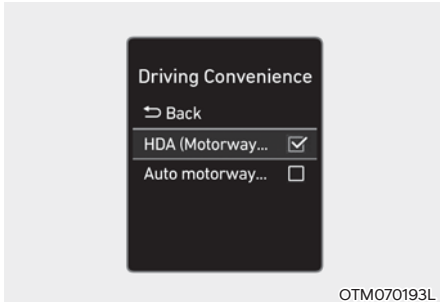 Driving Convenience
⮌ Back
HDA (Motorway...
Auto motorway...
OTM070193L